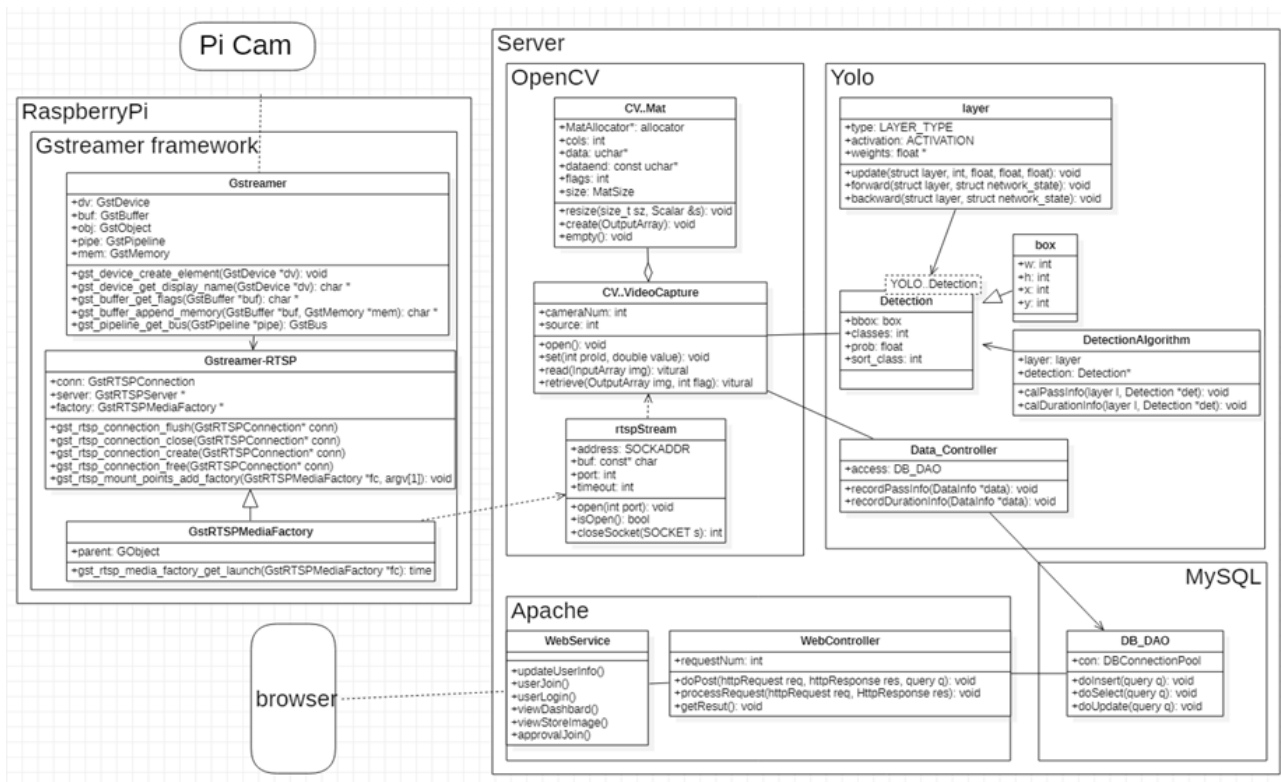 Pi Cam
RaspberryPi
Gstreamer framework
Gstreamer
+dv: GstDevice
+buf: GstBuffer
+obj: GstObject
+pipe: GstPipeline
+mem: GstMemory
+gst_device_create_element(GstDevice *dv): void
+gst_device_get_display_name(GstDevice *dv): char *
+gst_buffer_get_flags(GstBuffer *buf): char *
+gst_buffer_append_memory(GstBuffer *buf, GstMemory *mem): char *
+gst_pipeline_get_bus(GstPipeline *pipe): GstBus
Gstreamer-RTSP
+conn: GstRTSPConnection
+server: GstRTSPServer *
+factory: GstRTSPMediaFactory *
+gst_rtsp_connection_flush(GstRTSPConnection* conn)
+gst_rtsp_connection_close(GstRTSPConnection* conn)
+gst_rtsp_connection_create(GstRTSPConnection* conn)
+gst_rtsp_connection_free(GstRTSPConnection* conn)
+gst_rtsp_mount_points_add_factory(GstRTSPMediaFactory *fc, argv[1]): void
GstRTSPMediaFactory
+parent: GObject
+gst_rtsp_media_factory_get_launch(GstRTSPMediaFactory *fc): time
browser
Server
OpenCV
CV..Mat
+MatAllocator*: allocator
+cols: int
+data: uchar*
+dataend: const uchar*
+flags: int
+size: MatSize
+resize(size_t sz, Scalar &s): void
+create(OutputArray): void
+empty(): void
CV..VideoCapture
+cameraNum: int
+source: int
+open(): void
+set(int proId, double value): void
+read(InputArray img): vitural
+retrieve(OutputArray img, int flag): vitural
rtspStream
+address: SOCKADDR
+buf: const* char
+port: int
+timeout: int
+open(int port): void
+isOpen(): bool
+closeSocket(SOCKET s): int
Yolo
layer
+type: LAYER_TYPE
+activation: ACTIVATION
+weights: float *
+update(struct layer, int, float, float, float): void
+forward(struct layer, struct network_state): void
+backward(struct layer, struct network_state): void
box
+w: int
+h: int
+x: int
+y: int
YOLO..Detection
Detection
+bbox: box
+classes: int
+prob: float
+sort_class: int
DetectionAlgorithm
+layer: layer
+detection: Detection*
+calPassInfo(layer l, Detection *det): void
+calDurationInfo(layer l, Detection *det): void
Data_Controller
+access: DB_DAO
+recordPassInfo(DataInfo *data): void
+recordDurationInfo(DataInfo *data): void
Apache
WebService
+updateUserInfo()
+userJoin()
+userLogin()
+viewDashbard()
+viewStoreImage()
+approvalJoin()
WebController
+requestNum: int
+doPost(httpRequest req, httpResponse res, query q): void
+processRequest(httpRequest req, HttpResponse res): void
+getResut(): void
MySQL
DB_DAO
+con: DBConnectionPool
+doInsert(query q): void
+doSelect(query q): void
+doUpdate(query q): void